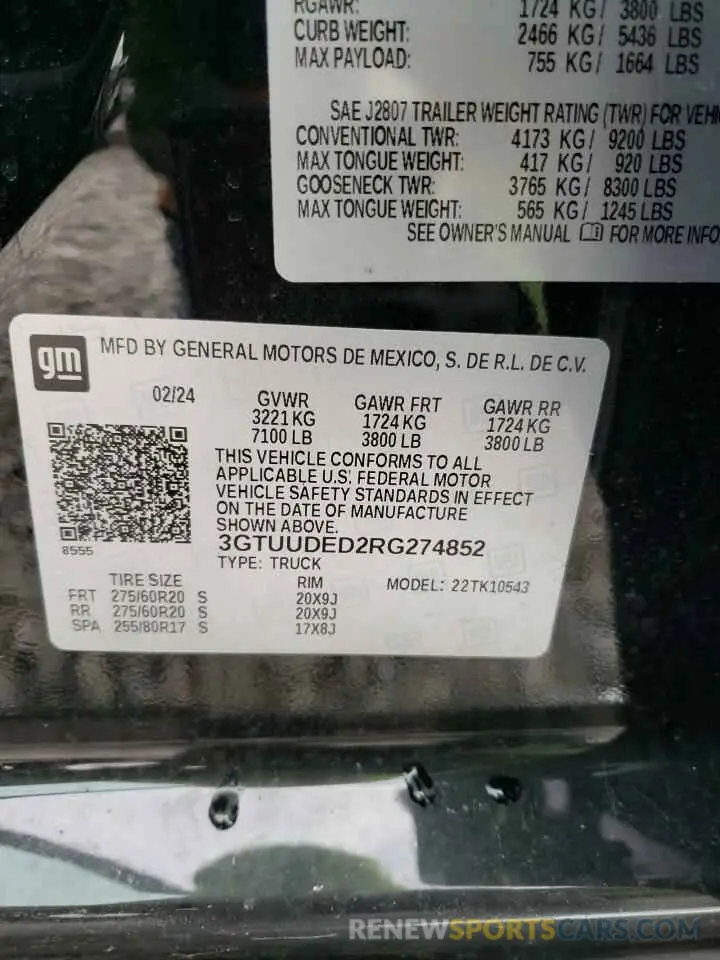 RGAWR: 1724 KG/ 3800 LBS
CURB WEIGHT: 2466 KG/ 5436 LBS
MAX PAYLOAD: 755 KG/ 1664 LBS
SAE J2807 TRAILER WEIGHT RATING (TWR) FOR VEHI
CONVENTIONAL TWR: 4173 KG/ 9200 LBS
MAX TONGUE WEIGHT: 417 KG/ 920 LBS
GOOSENECK TWR: 3765 KG/ 8300 LBS
MAX TONGUE WEIGHT: 565 KG/ 1245 LBS
SEE OWNER'S MANUAL FOR MORE INFO
gm MFD BY GENERAL MOTORS DE MEXICO, S. DE R.L. DE C.V.
02/24 GVWR GAWR FRT GAWR RR
3221 KG 1724 KG 1724 KG
7100 LB 3800 LB 3800 LB
THIS VEHICLE CONFORMS TO ALL
APPLICABLE U.S. FEDERAL MOTOR
VEHICLE SAFETY STANDARDS IN EFFECT
ON THE DATE OF MANUFACTURE
SHOWN ABOVE.
8555 3GTUUDED2RG274852
TYPE: TRUCK
TIRE SIZE RIM MODEL: 22TK10543
FRT 275/60R20 S 20X9J
RR 275/60R20 S 20X9J
SPA 255/80R17 S 17X8J
RENEWSPORTSCARS.COM